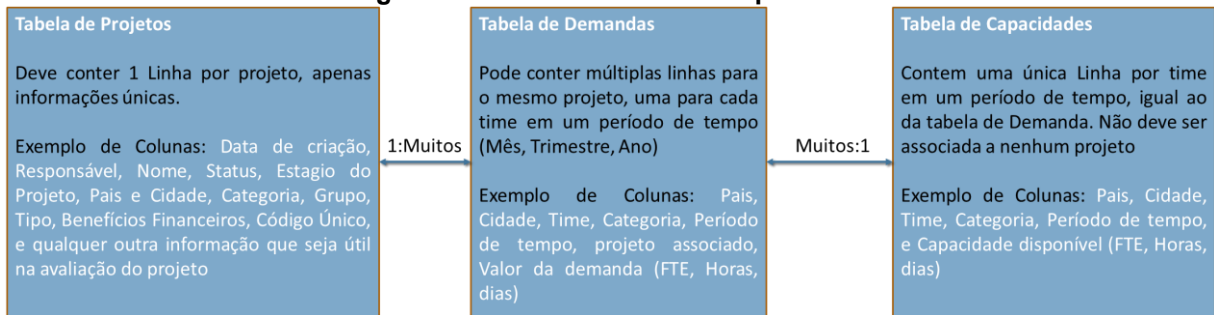 Tabela de Projetos
Deve conter 1 Linha por projeto, apenas
informações únicas.
Exemplo de Colunas: Data de criação,
Responsável, Nome, Status, Estagio do
Projeto, Pais e Cidade, Categoria, Grupo,
Tipo, Benefícios Financeiros, Código Único,
e qualquer outra informação que seja útil
na avaliação do projeto
1:Muitos
Tabela de Demandas
Pode conter múltiplas linhas para
o mesmo projeto, uma para cada
time em um período de tempo
(Mês, Trimestre, Ano)
Exemplo de Colunas: Pais,
Cidade, Time, Categoria, Período
de tempo, projeto associado,
Valor da demanda (FTE, Horas,
dias)
Muitos:1
Tabela de Capacidades
Contem uma única Linha por time
em um período de tempo, igual ao
da tabela de Demanda. Não deve ser
associada a nenhum projeto
Exemplo de Colunas: Pais, Cidade,
Time, Categoria, Período de tempo,
e Capacidade disponível (FTE, Horas,
dias)